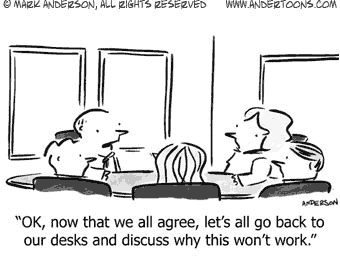 © MARK ANDERSON, ALL RIGHTS RESERVED WWW.ANDERTOONS.COM
ANDERSON
“OK, now that we all agree, let’s all go back to
our desks and discuss why this won’t work.”